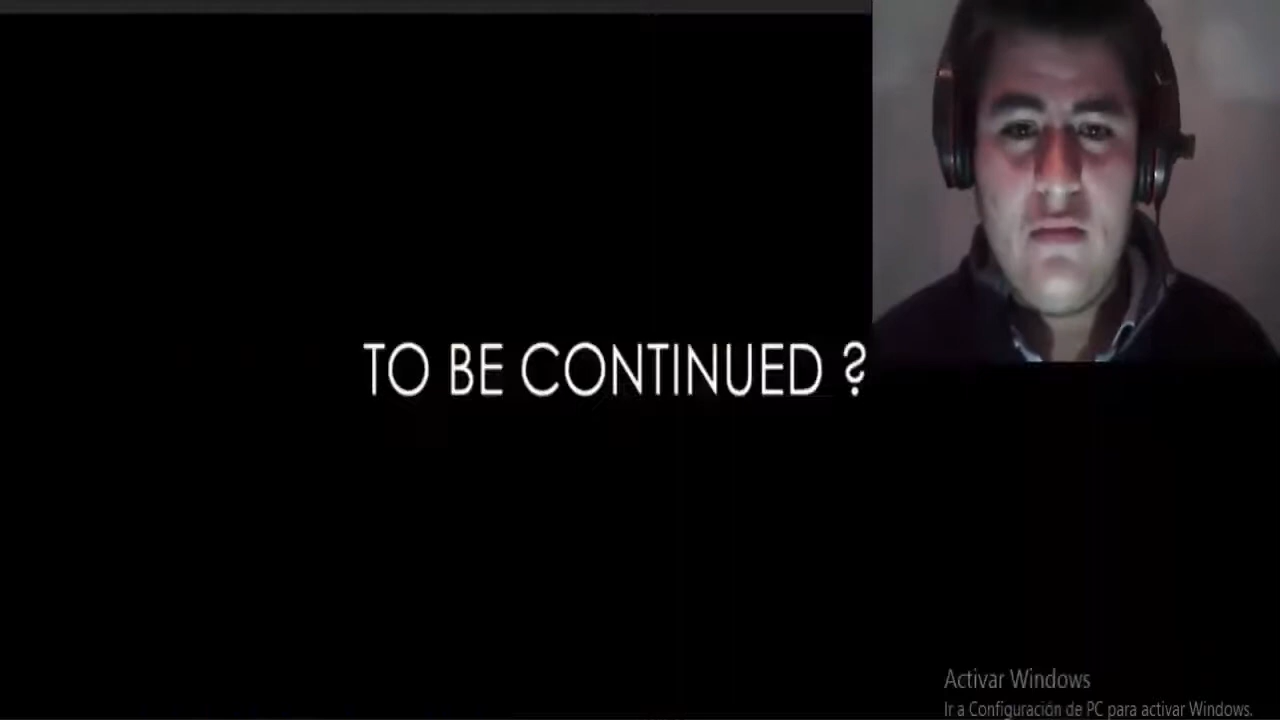 TO BE CONTINUED ?
Activar Windows
Ir a Configuración de PC para activar Windows.